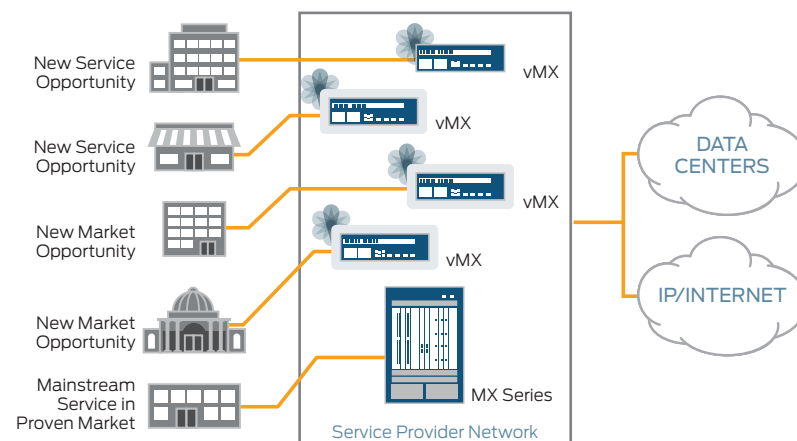 New Service
Opportunity
vMX
New Service
Opportunity
vMX
New Market
Opportunity
vMX
New Market
Opportunity
vMX
Mainstream
Service in
Proven Market
MX Series
Service Provider Network
DATA
CENTERS
IP/INTERNET